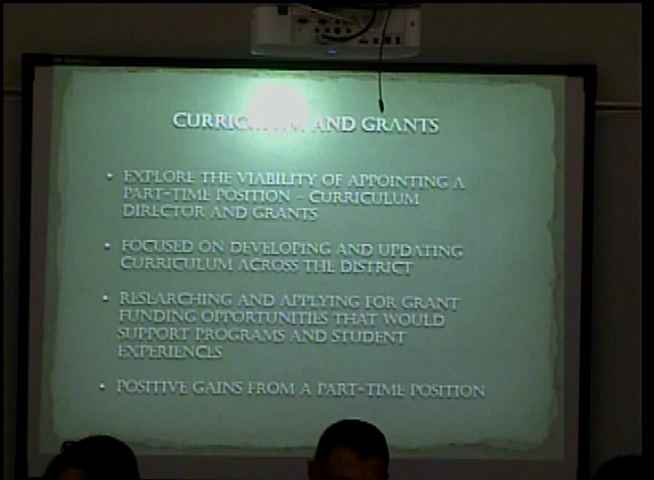 CURRICULUM AND GRANTS
• EXPLORE THE VIABILITY OF APPOINTING A
PART-TIME POSITION – CURRICULUM
DIRECTOR AND GRANTS
• FOCUSED ON DEVELOPING AND UPDATING
CURRICULUM ACROSS THE DISTRICT
• RESEARCHING AND APPLYING FOR GRANT
FUNDING OPPORTUNITIES THAT WOULD
SUPPORT PROGRAMS AND STUDENT
EXPERIENCES
• POSITIVE GAINS FROM A PART-TIME POSITION